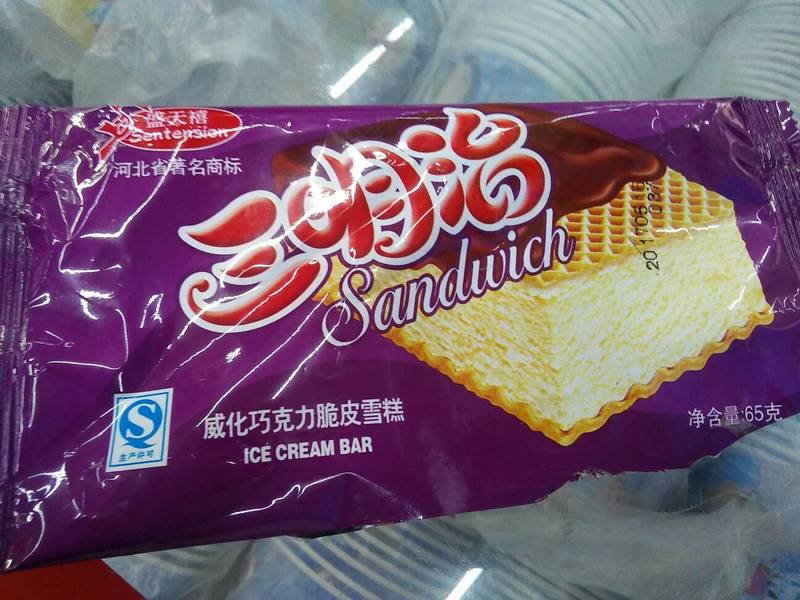 盛天禧
Sentension
河北省著名商标
三明治
Sandwich
20170516
生产许可
威化巧克力脆皮雪糕
ICE CREAM BAR
净含量:65克